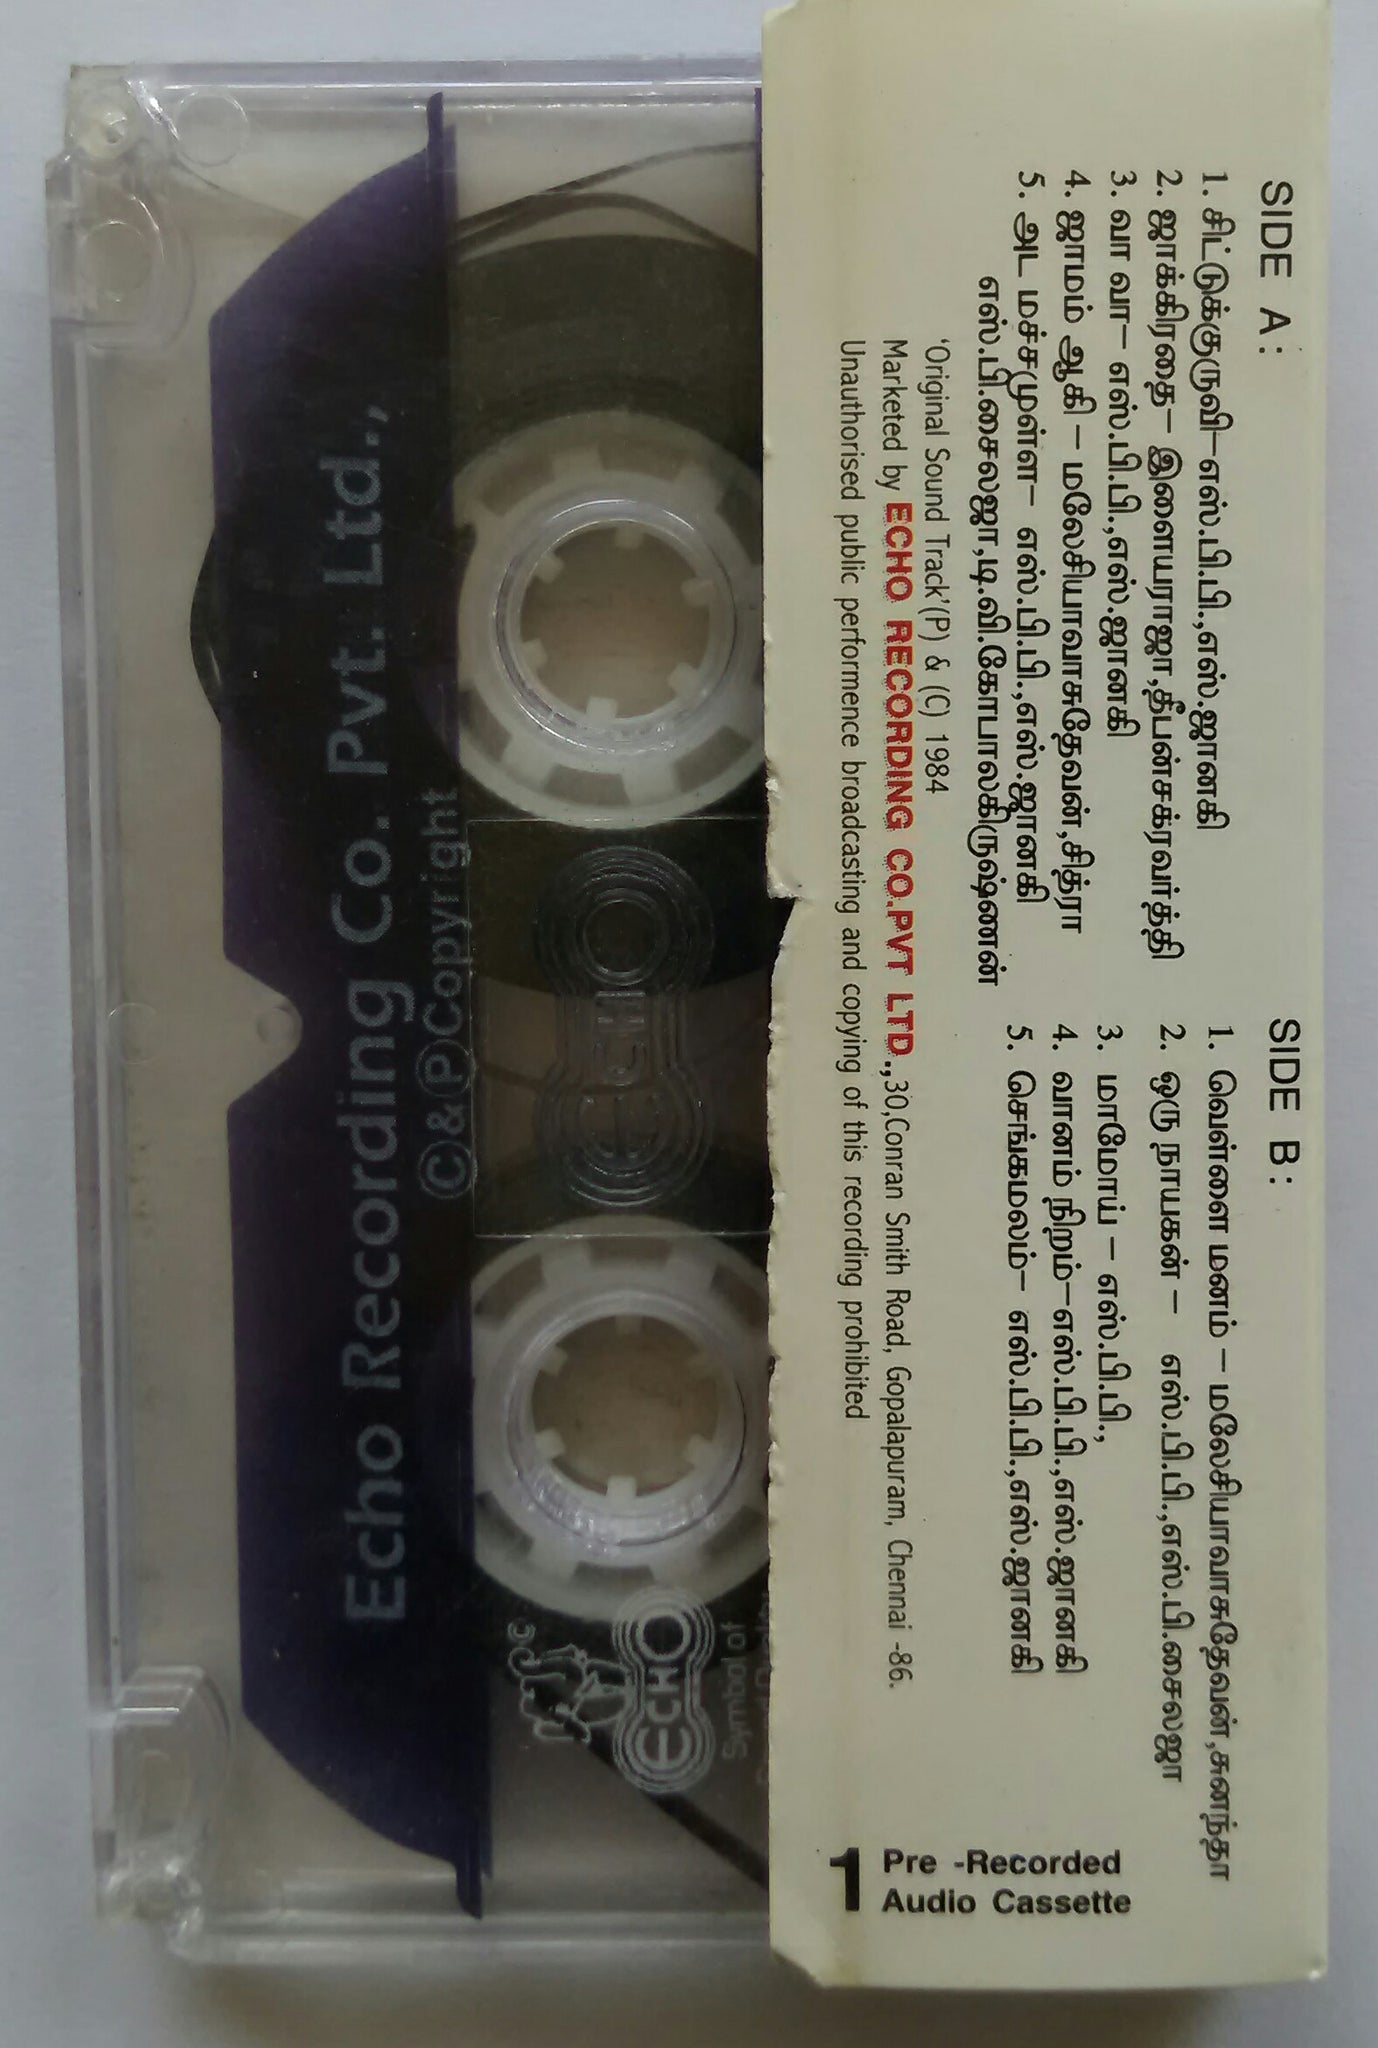 SIDE A:
1. சிட்டுக்குருவி-எஸ்.பி.பி.,எஸ்.ஜானகி
2. ஜாக்கிரதை- இளையராஜா,தீபன்சக்ரவர்த்தி
3. வா வா- எஸ்.பி.பி.,எஸ்.ஜானகி
4. ஜாமம் ஆகி - மலேசியாவாசுதேவன்,சித்ரா
5. அட மச்சமுள்ள- எஸ்.பி.பி.,எஸ்.ஜானகி
எஸ்.பி.சைலஜா,டி.வி.கோபாலகிருஷ்ணன்
SIDE B:
1. வெள்ளை மனம் - மலேசியாவாசுதேவன்,சுனந்தா
2. ஒரு நாயகன் - எஸ்.பி.பி.,எஸ்.பி.சைலஜா
3. மாமோய் - எஸ்.பி.பி.,
4. வானம் நிறம்-எஸ்.பி.பி.,எஸ்.ஜானகி
5. செங்கமலம்- எஸ்.பி.பி.,எஸ்.ஜானகி
'Original Sound Track'(P) & (C) 1984
Marketed by ECHO RECORDING CO.PVT LTD.,30,Conran Smith Road, Gopalapuram, Chennai -86.
Unauthorised public performence broadcasting and copying of this recording prohibited
1 Pre -Recorded
Audio Cassette
Echo Recording Co. Pvt. Ltd.,
©&ⓅCopyright
ECHO
ECHO
Symbol of